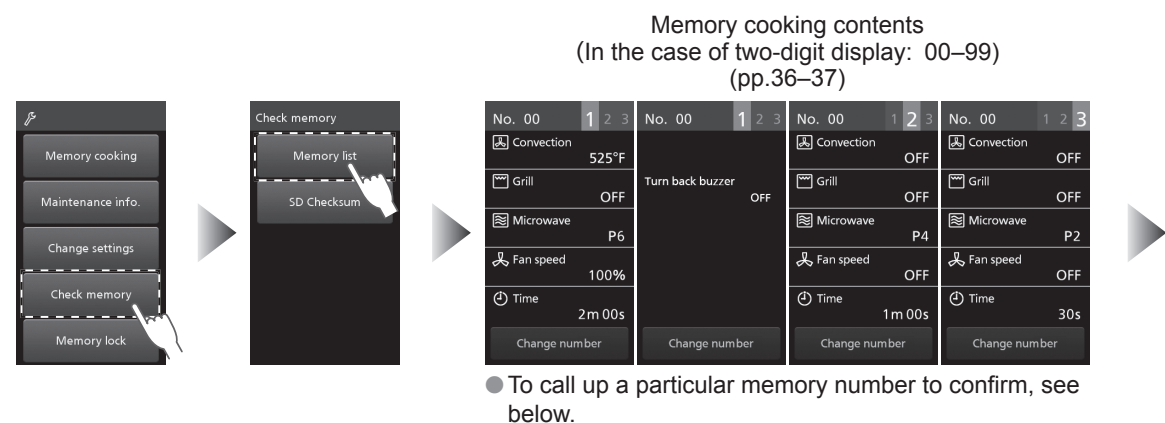 Memory cooking contents
(In the case of two-digit display: 00–99)
(pp.36–37)
Memory cooking
Maintenance info.
Change settings
Check memory
Memory lock
Check memory
Memory list
SD Checksum
No. 00 1 2 3
Convection
525°F
Grill
OFF
Microwave
P6
Fan speed
100%
Time
2m 00s
Change number
No. 00 1 2 3
Turn back buzzer
OFF
Change number
No. 00 1 2 3
Convection
OFF
Grill
OFF
Microwave
P4
Fan speed
OFF
Time
1m 00s
Change number
No. 00 1 2 3
Convection
OFF
Grill
OFF
Microwave
P2
Fan speed
OFF
Time
30s
Change number
● To call up a particular memory number to confirm, see
below.